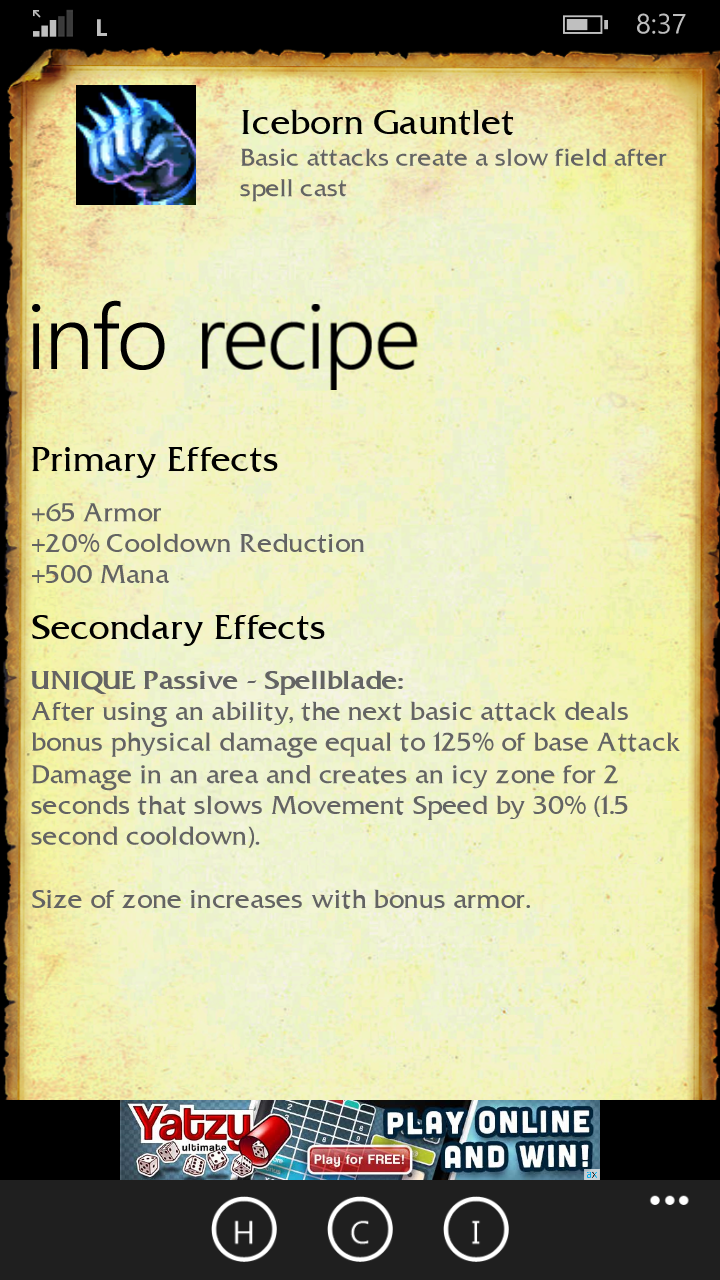 L 8:37
Iceborn Gauntlet
Basic attacks create a slow field after
spell cast
info recipe
Primary Effects
+65 Armor
+20% Cooldown Reduction
+500 Mana
Secondary Effects
UNIQUE Passive - Spellblade:
After using an ability, the next basic attack deals
bonus physical damage equal to 125% of base Attack
Damage in an area and creates an icy zone for 2
seconds that slows Movement Speed by 30% (1.5
second cooldown).
Size of zone increases with bonus armor.
Yatzy
ultimate
Play for FREE!
PLAY ONLINE
AND WIN!
ax
H C I